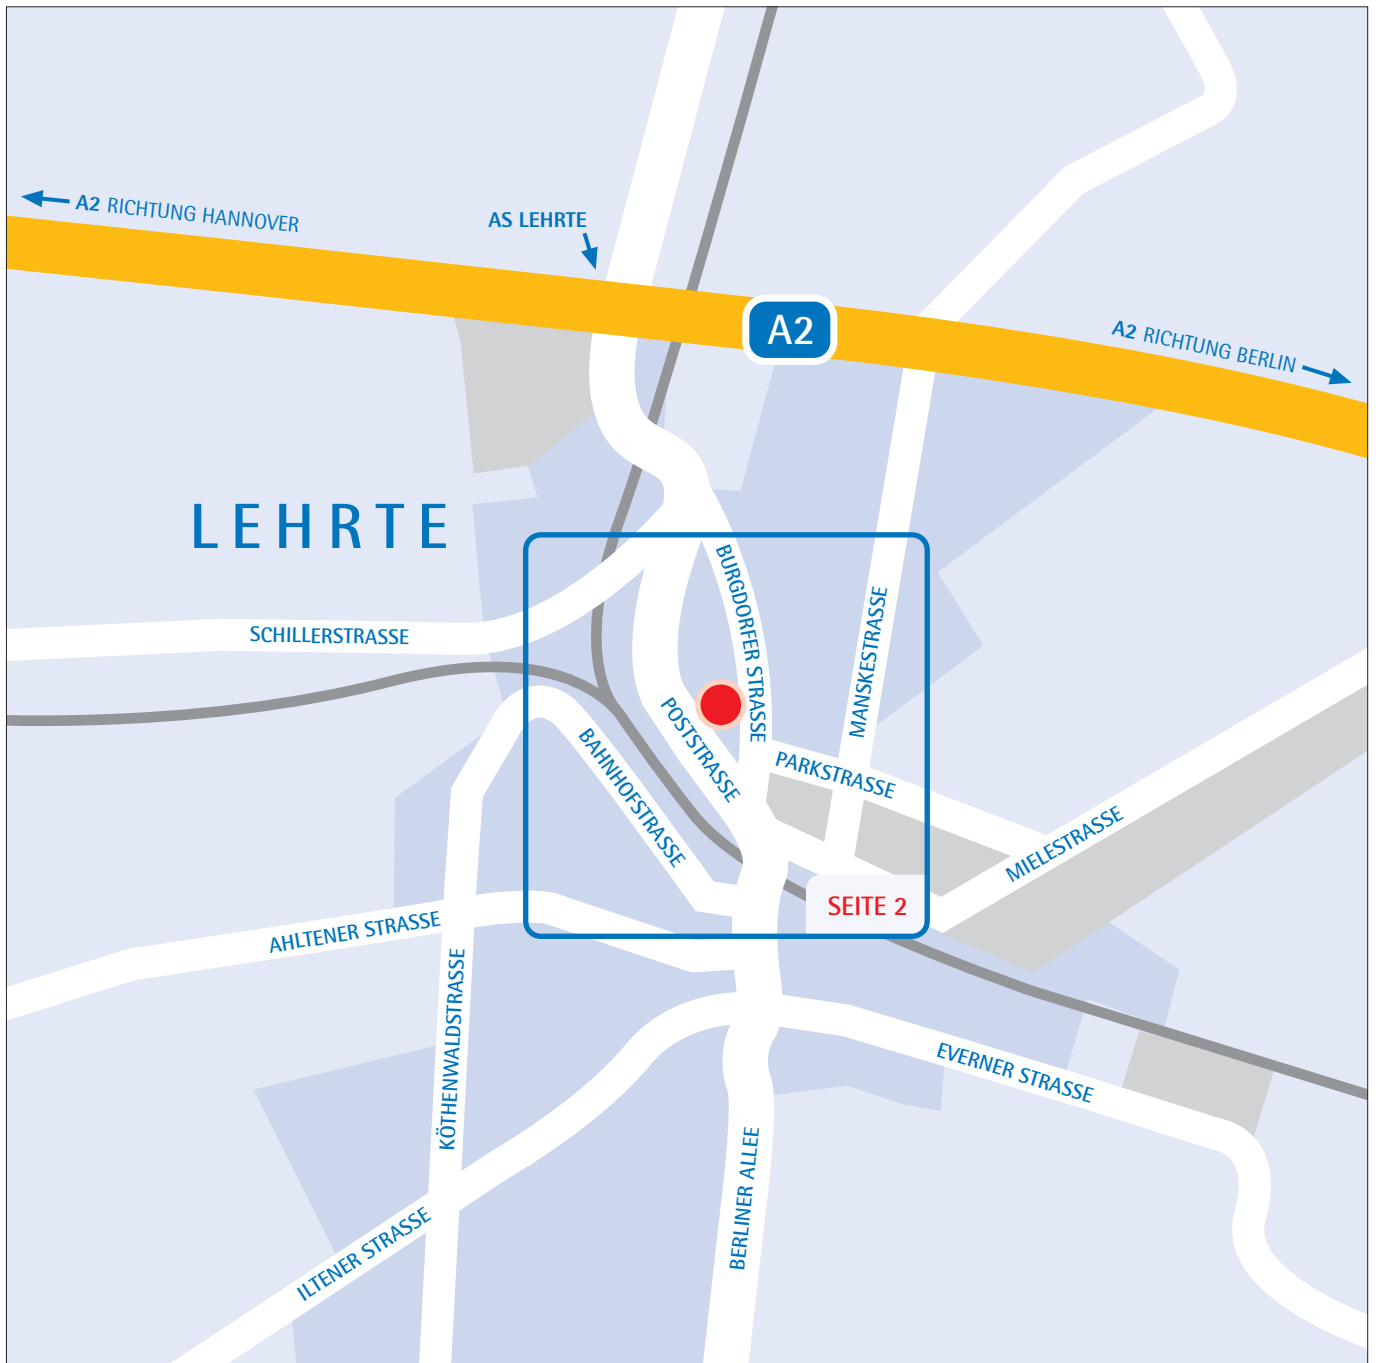 A2 RICHTUNG HANNOVER
AS LEHRTE
A2
A2 RICHTUNG BERLIN
LEHRTE
BURGDORFER STRASSE
MANSKESTRASSE
SCHILLERSTRASSE
POSTSTRASSE
BAHNHOFSTRASSE
PARKSTRASSE
MIELESTRASSE
SEITE 2
AHLTENER STRASSE
KÖTHENWALDSTRASSE
EVERNER STRASSE
BERLINER ALLEE
ILTENER STRASSE